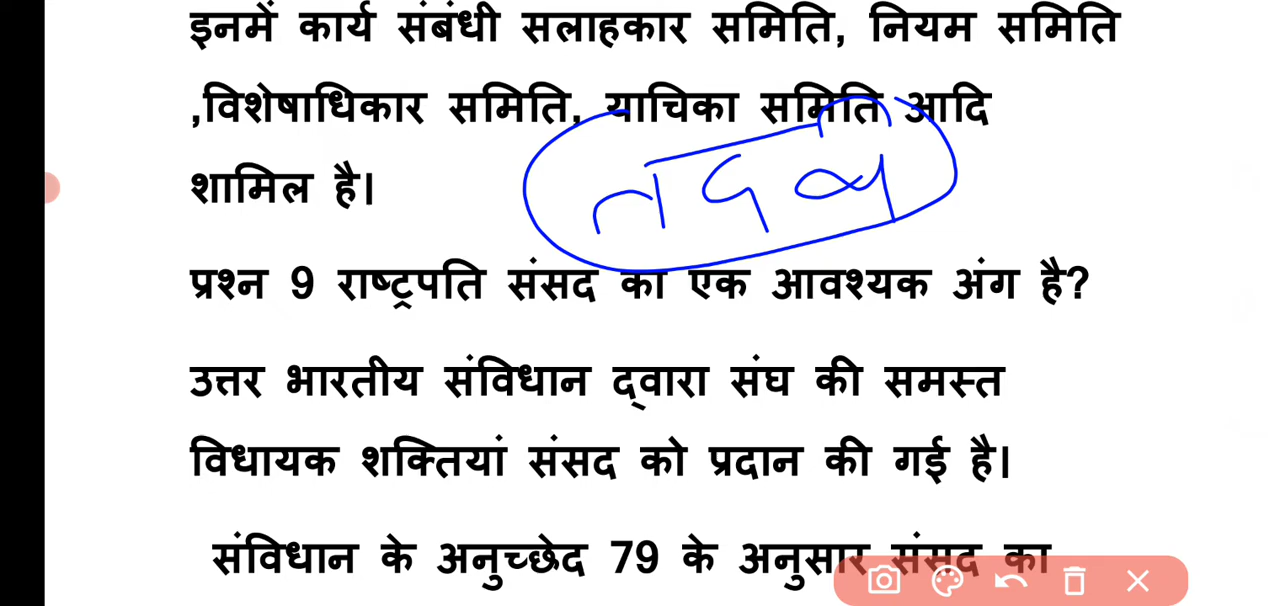 इनमें कार्य संबंधी सलाहकार समिति, नियम समिति
,विशेषाधिकार समिति, याचिका समिति आदि
शामिल है।
तदर्थ
प्रश्न 9 राष्ट्रपति संसद का एक आवश्यक अंग है?
उत्तर भारतीय संविधान द्वारा संघ की समस्त
विधायक शक्तियां संसद को प्रदान की गई है।
संविधान के अनुच्छेद 79 के अनुसार संसद का